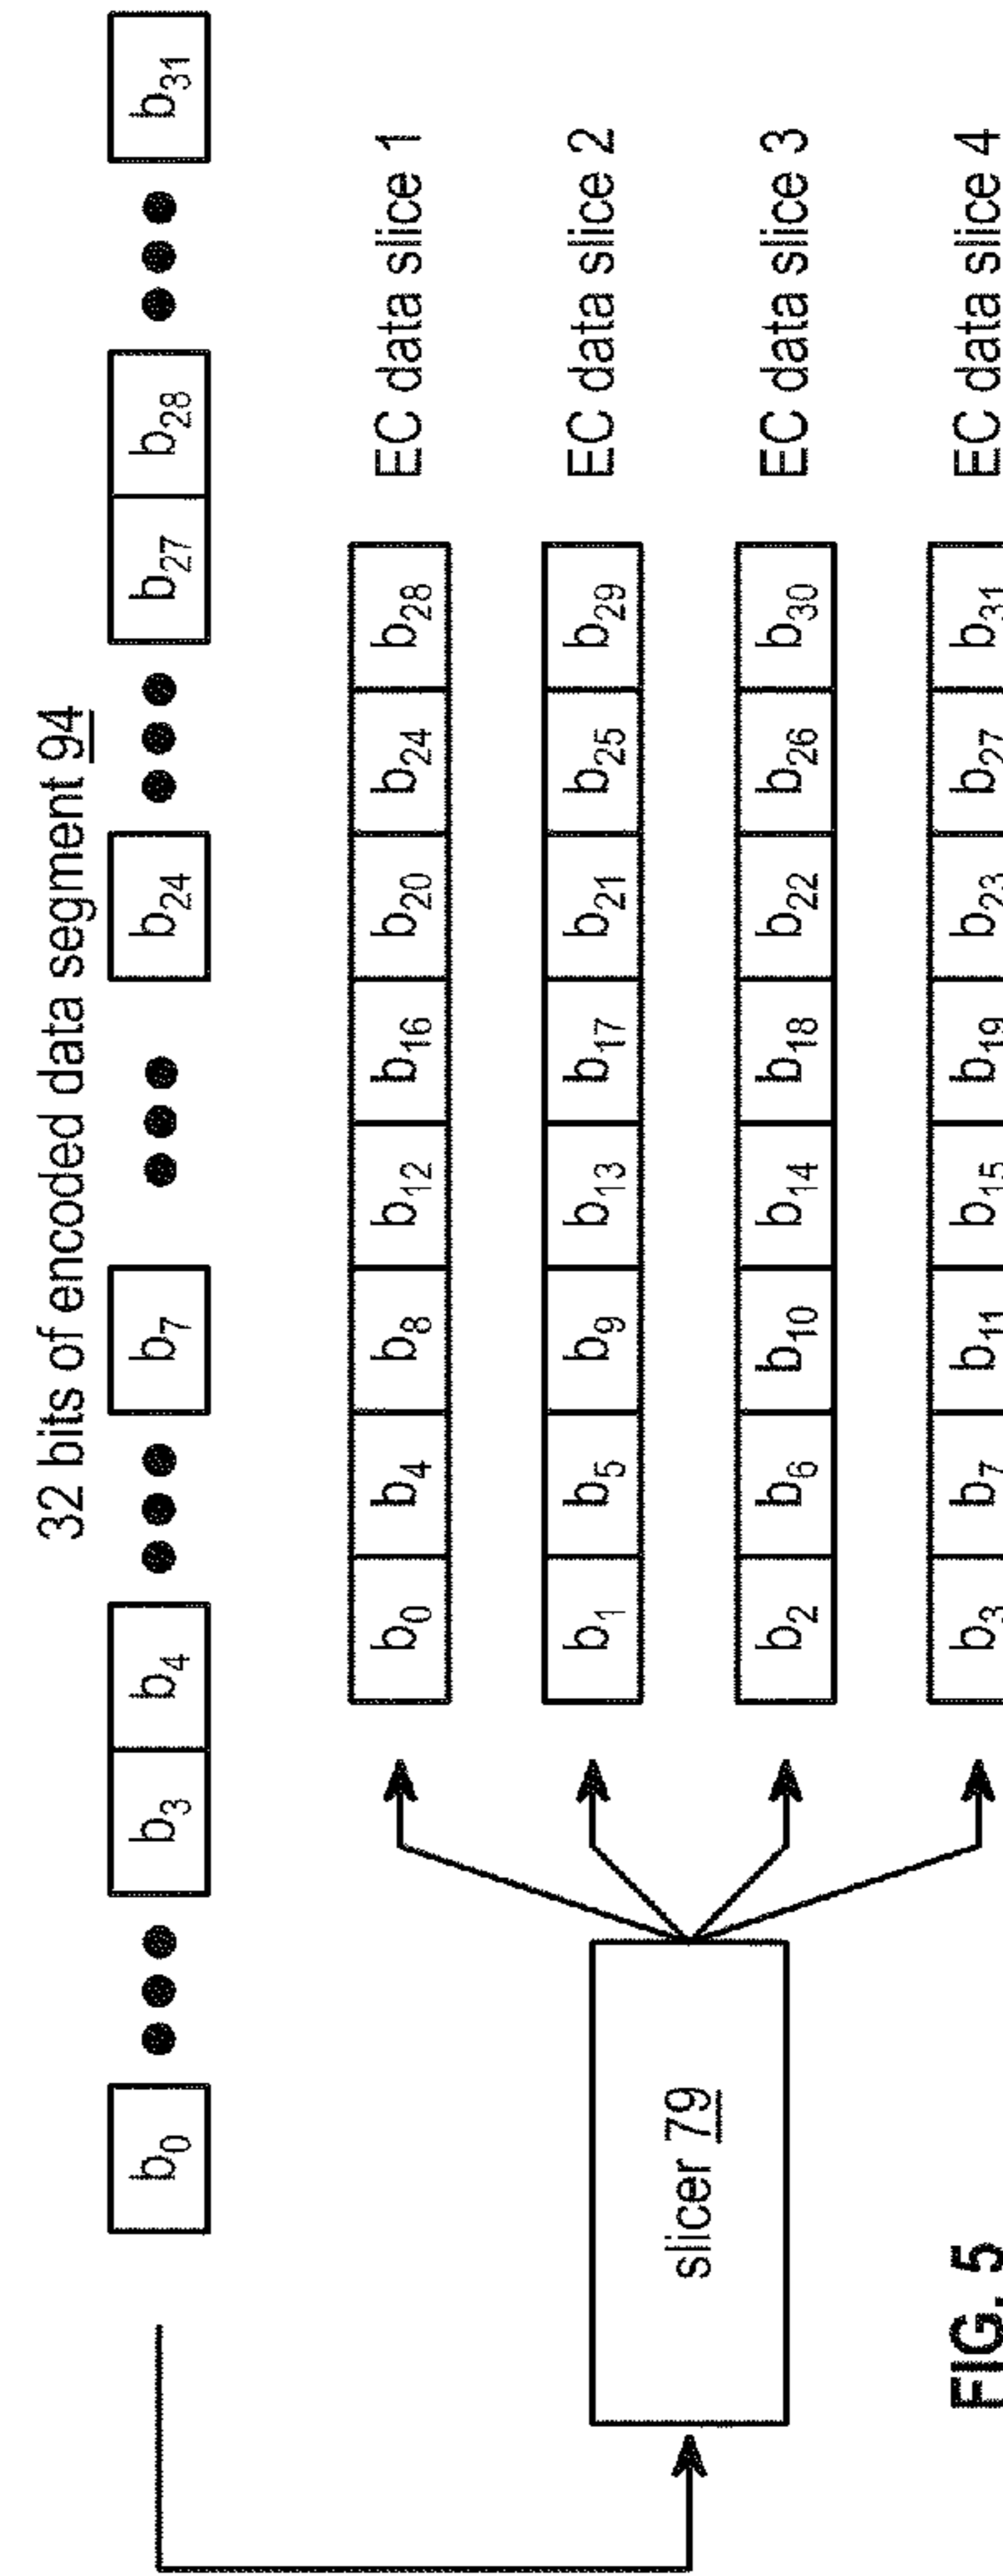 32 bits of encoded data segment 94
b0 b3 b4 b7 b24 b27 b28 b31
b0 b4 b8 b12 b16 b20 b24 b28 EC data slice 1
b1 b5 b9 b13 b17 b21 b25 b29 EC data slice 2
slicer 79
b2 b6 b10 b14 b18 b22 b26 b30 EC data slice 3
b3 b7 b11 b15 b19 b23 b27 b31 EC data slice 4
FIG. 5